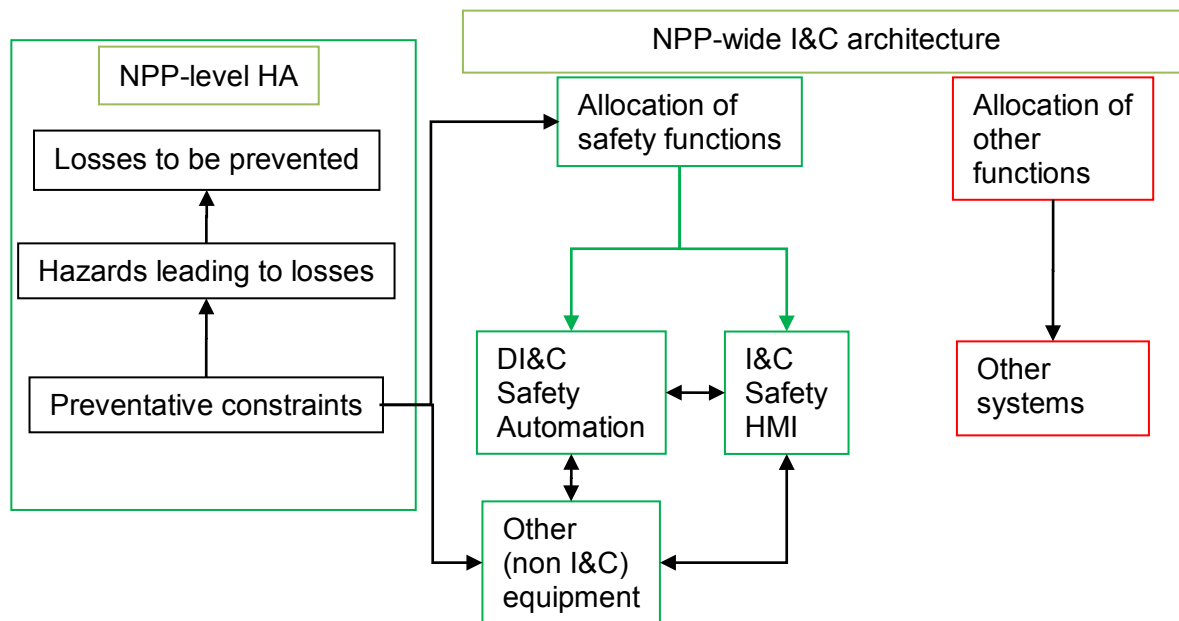 NPP-wide I&C architecture
NPP-level HA
Losses to be prevented
Hazards leading to losses
Preventative constraints
Allocation of
safety functions
Allocation of
other
functions
DI&C
Safety
Automation
I&C
Safety
HMI
Other
systems
Other
(non I&C)
equipment